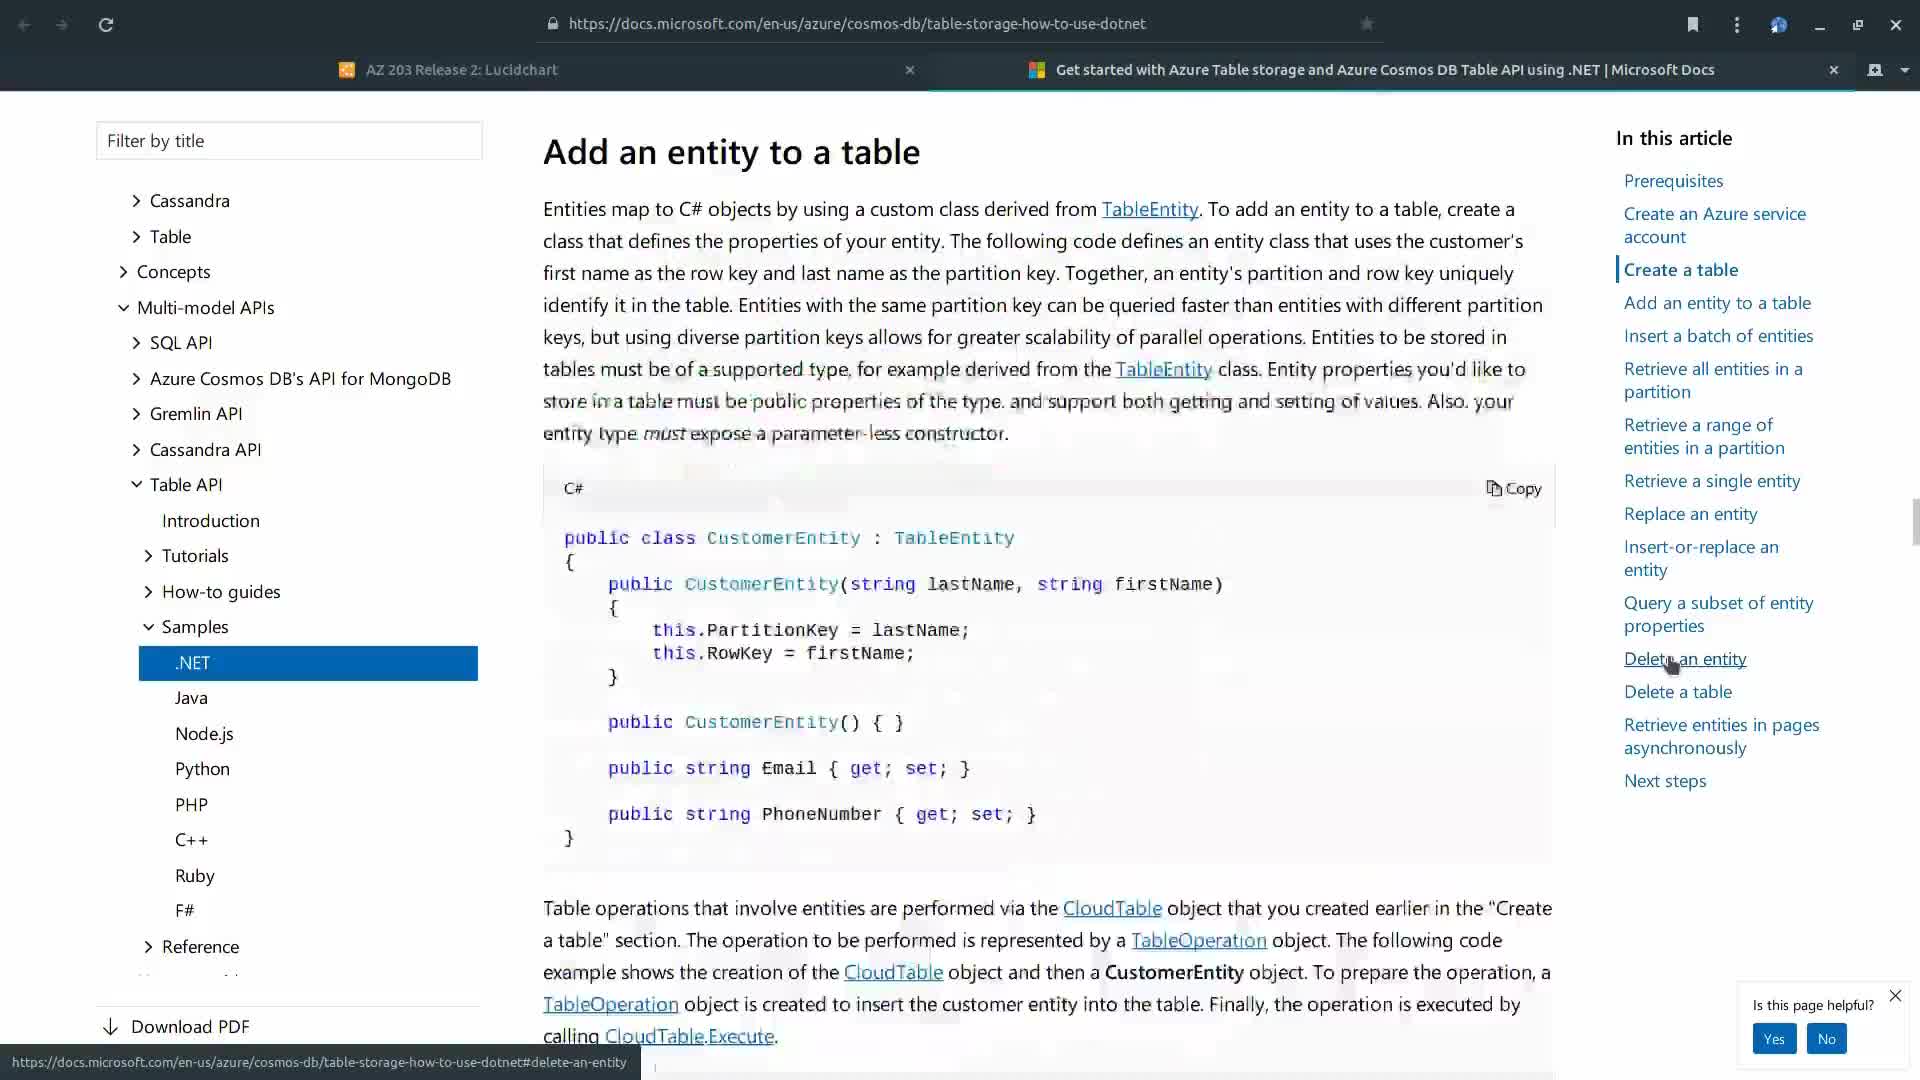 https://docs.microsoft.com/en-us/azure/cosmos-db/table-storage-how-to-use-dotnet
AZ 203 Release 2: Lucidchart
Get started with Azure Table storage and Azure Cosmos DB Table API using .NET | Microsoft Docs
Filter by title
Cassandra
Table
Concepts
Multi-model APIs
SQL API
Azure Cosmos DB's API for MongoDB
Gremlin API
Cassandra API
Table API
Introduction
Tutorials
How-to guides
Samples
.NET
Java
Node.js
Python
PHP
C++
Ruby
F#
Reference
Download PDF
https://docs.microsoft.com/en-us/azure/cosmos-db/table-storage-how-to-use-dotnet#delete-an-entity
Add an entity to a table
Entities map to C# objects by using a custom class derived from TableEntity. To add an entity to a table, create a
class that defines the properties of your entity. The following code defines an entity class that uses the customer's
first name as the row key and last name as the partition key. Together, an entity's partition and row key uniquely
identify it in the table. Entities with the same partition key can be queried faster than entities with different partition
keys, but using diverse partition keys allows for greater scalability of parallel operations. Entities to be stored in
tables must be of a supported type, for example derived from the TableEntity class. Entity properties you'd like to
store in a table must be public properties of the type, and support both getting and setting of values. Also, your
entity type must expose a parameter-less constructor.
C#
Copy
public class CustomerEntity : TableEntity
{
public CustomerEntity(string lastName, string firstName)
{
this.PartitionKey = lastName;
this.RowKey = firstName;
}
public CustomerEntity() { }
public string Email { get; set; }
public string PhoneNumber { get; set; }
}
Table operations that involve entities are performed via the CloudTable object that you created earlier in the "Create
a table" section. The operation to be performed is represented by a TableOperation object. The following code
example shows the creation of the CloudTable object and then a CustomerEntity object. To prepare the operation, a
TableOperation object is created to insert the customer entity into the table. Finally, the operation is executed by
calling CloudTable.Execute.
In this article
Prerequisites
Create an Azure service
account
Create a table
Add an entity to a table
Insert a batch of entities
Retrieve all entities in a
partition
Retrieve a range of
entities in a partition
Retrieve a single entity
Replace an entity
Insert-or-replace an
entity
Query a subset of entity
properties
Delete an entity
Delete a table
Retrieve entities in pages
asynchronously
Next steps
Is this page helpful?
Yes
No